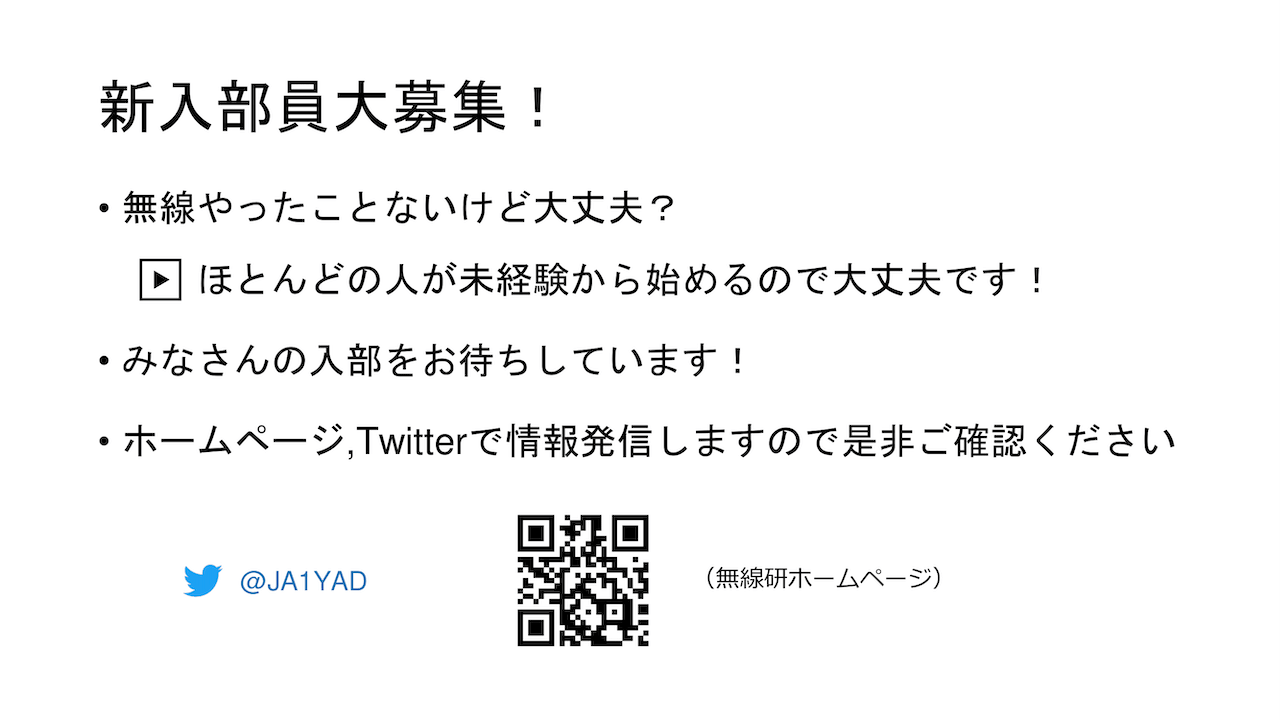 新入部員大募集！
• 無線やったことないけど大丈夫？
▶ ほとんどの人が未経験から始めるので大丈夫です！
• みなさんの入部をお待ちしています！
• ホームページ,Twitterで情報発信しますので是非ご確認ください
@JA1YAD
（無線研ホームページ）